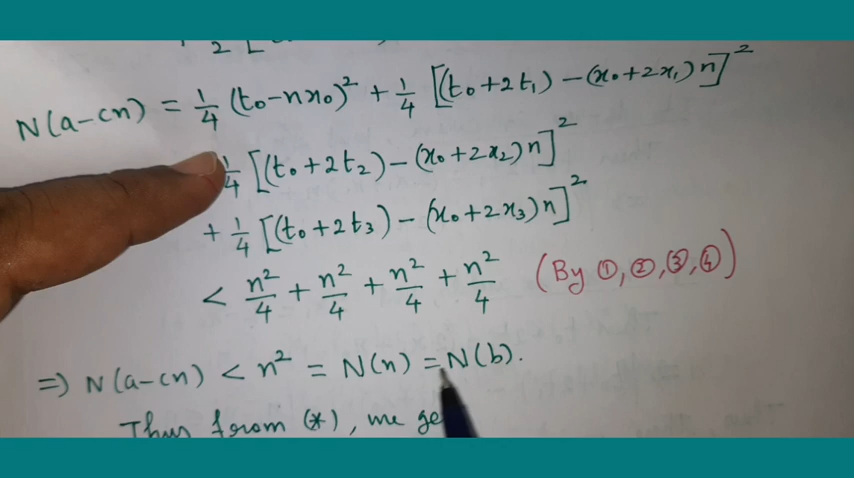 N(a-cn) = 1/4 (t₀-nx₀)² + 1/4 [(t₀+2t₁) - (x₀+2x₁)n]²
1/4 [(t₀+2t₂) - (x₀+2x₂)n]²
+ 1/4 [(t₀+2t₃) - (x₀+2x₃)n]²
< n²/4 + n²/4 + n²/4 + n²/4 (By ①, ②, ③, ④)
⇒ N(a-cn) < n² = N(n) = N(b).
Thus from (*), we ge